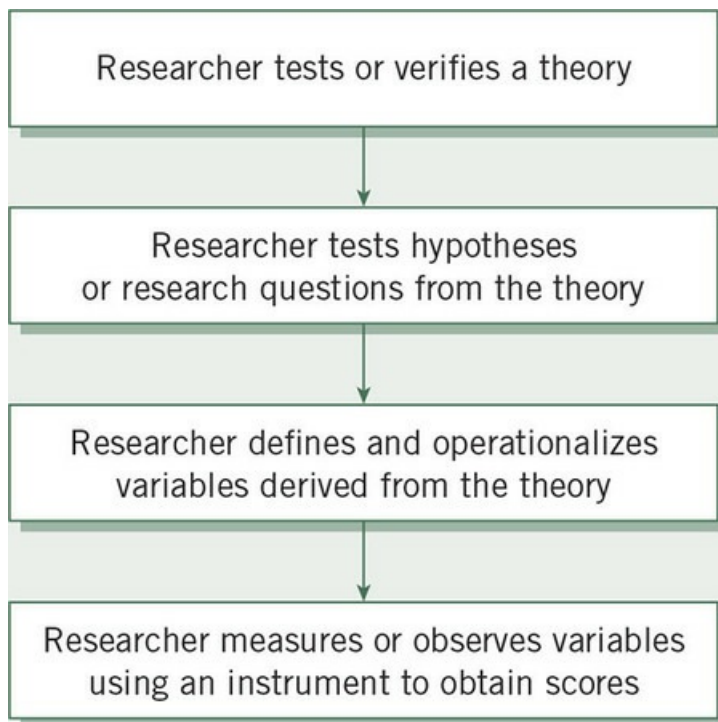 Researcher tests or verifies a theory
Researcher tests hypotheses
or research questions from the theory
Researcher defines and operationalizes
variables derived from the theory
Researcher measures or observes variables
using an instrument to obtain scores